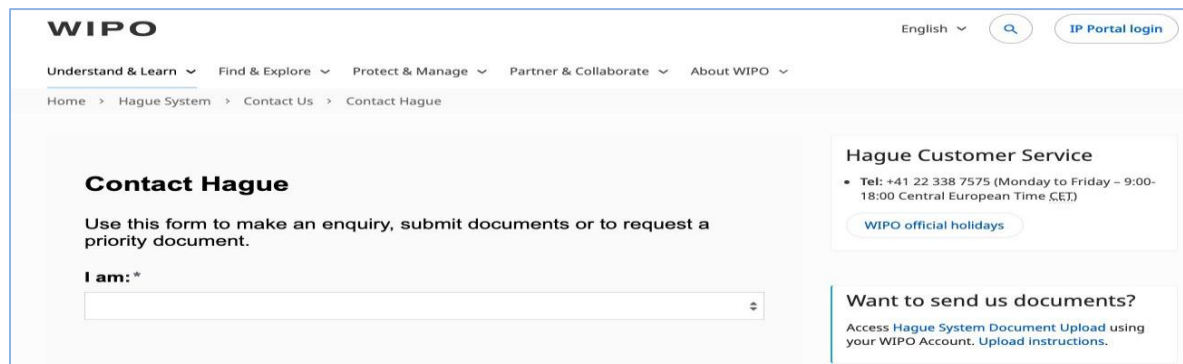 WIPO
English
IP Portal login
Understand & Learn Find & Explore Protect & Manage Partner & Collaborate About WIPO
Home > Hague System > Contact Us > Contact Hague
Contact Hague
Use this form to make an enquiry, submit documents or to request a
priority document.
I am:*
Hague Customer Service
• Tel: +41 22 338 7575 (Monday to Friday – 9:00-
18:00 Central European Time CET)
WIPO official holidays
Want to send us documents?
Access Hague System Document Upload using
your WIPO Account. Upload instructions.